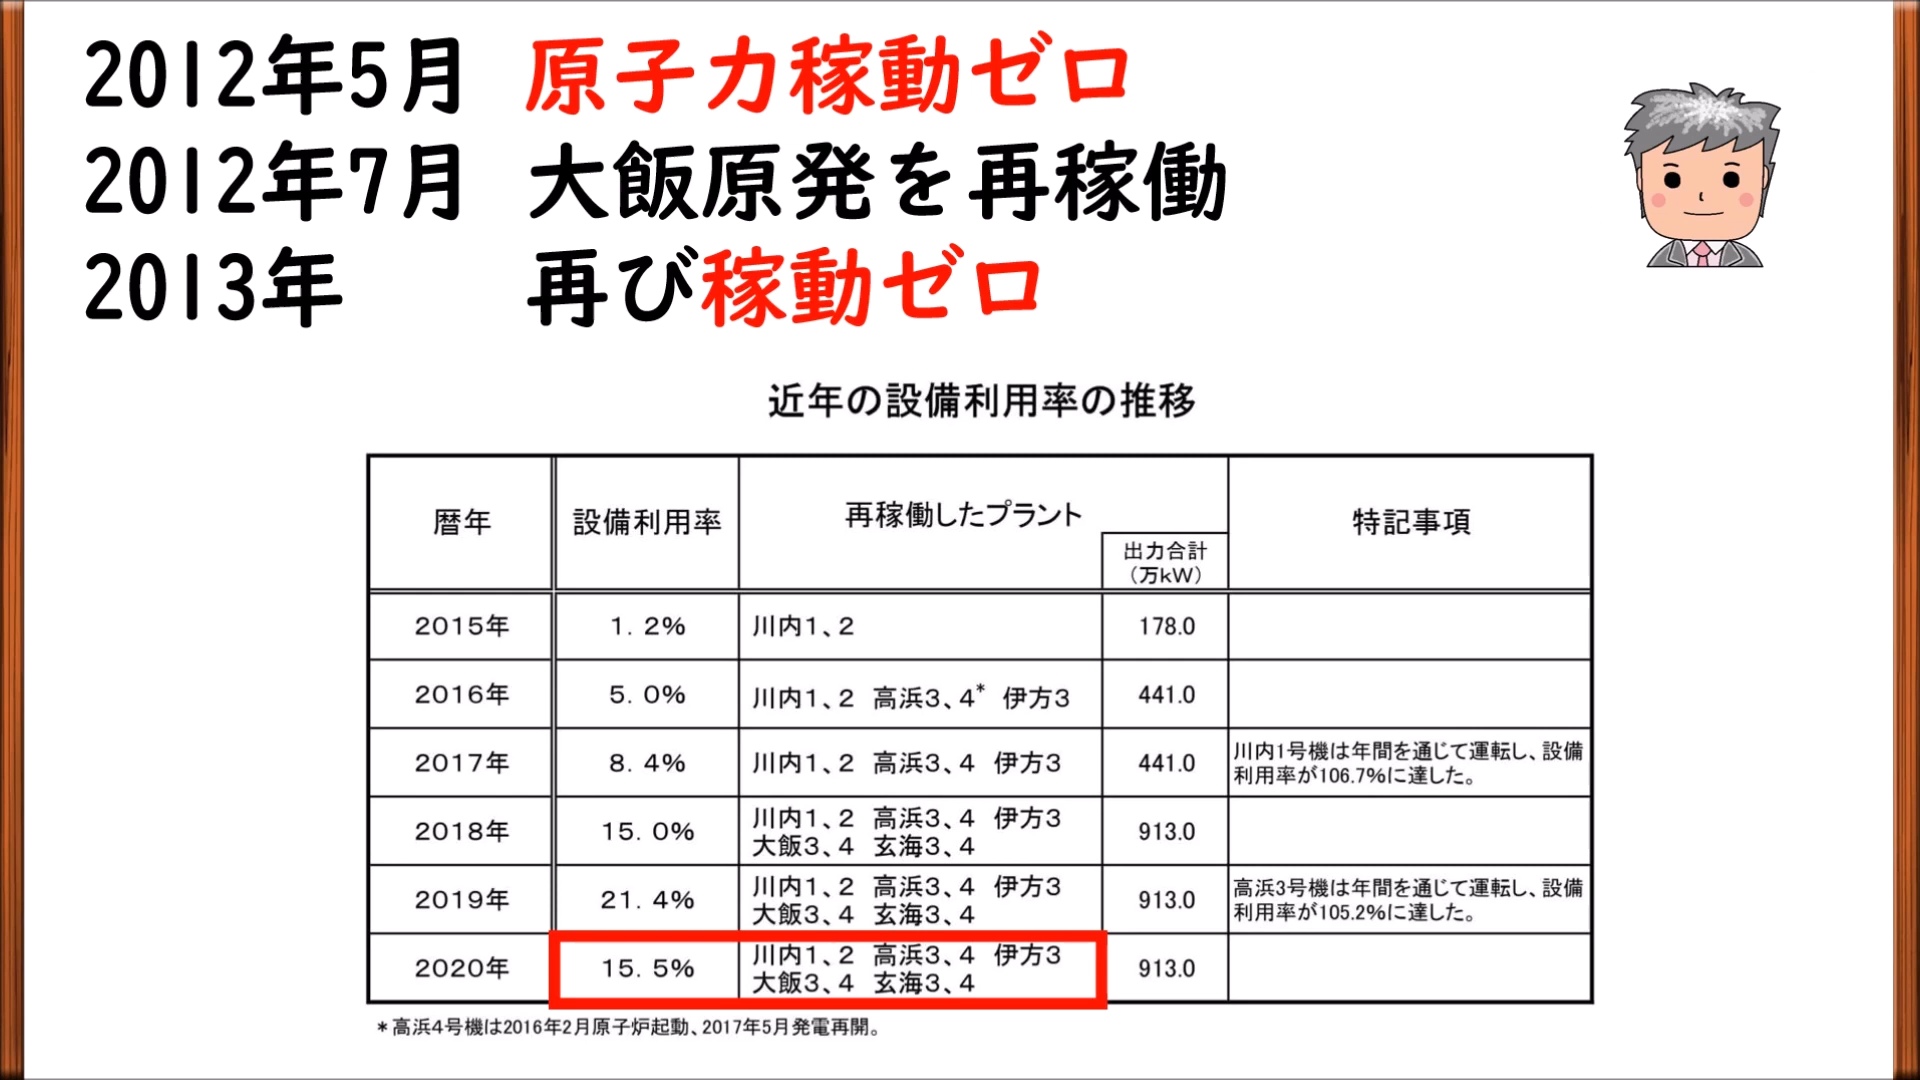 2012年5月 原子力稼動ゼロ
2012年7月 大飯原発を再稼働
2013年 再び稼動ゼロ
近年の設備利用率の推移
暦年 設備利用率 再稼働したプラント 出力合計 特記事項
（万kW）
2015年 1.2% 川内1、2 178.0
2016年 5.0% 川内1、2 高浜3、4* 伊方3 441.0
2017年 8.4% 川内1、2 高浜3、4 伊方3 441.0 川内1号機は年間を通じて運転し、設備
利用率が106.7%に達した。
2018年 15.0% 川内1、2 高浜3、4 伊方3 913.0
大飯3、4 玄海3、4
2019年 21.4% 川内1、2 高浜3、4 伊方3 913.0 高浜3号機は年間を通じて運転し、設備
大飯3、4 玄海3、4 利用率が105.2%に達した。
2020年 15.5% 川内1、2 高浜3、4 伊方3 913.0
大飯3、4 玄海3、4
*高浜4号機は2016年2月原子炉起動、2017年5月発電再開。